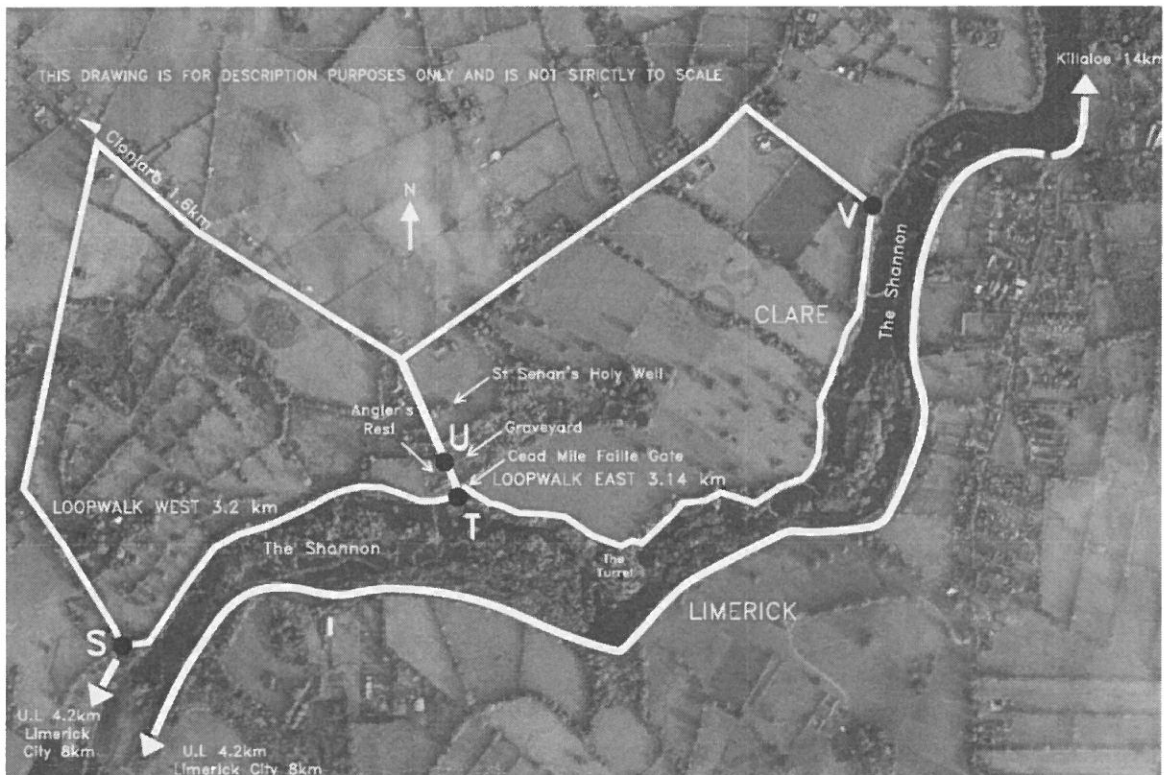 THIS DRAWING IS FOR DESCRIPTION PURPOSES ONLY AND IS NOT STRICTLY TO SCALE
Killaloe 14km
Clonlara 1.6km
N
V
The Shannon
CLARE
St Senan's Holy Well
Angler's
Rest
U
Graveyard
Cead Mile Failte Gate
LOOPWALK EAST 3.14 km
LOOPWALK WEST 3.2 km
T
The Shannon
The
Turret
LIMERICK
S
U.L 4.2km
Limerick
City 8km
U.L 4.2km
Limerick City 8km